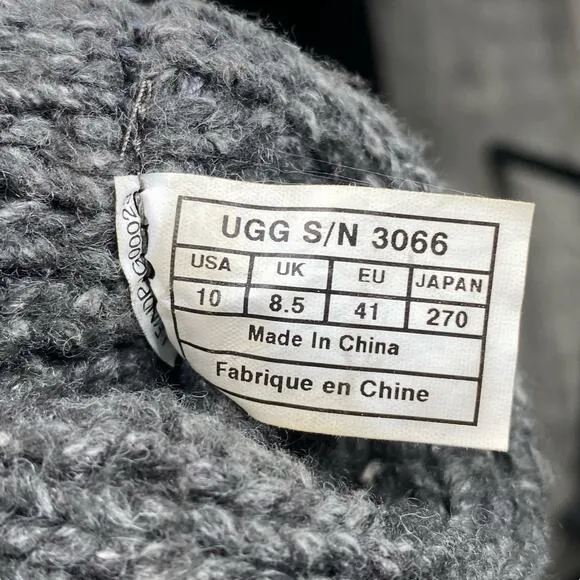 UGG S/N 3066
USA UK EU JAPAN
10 8.5 41 270
Made In China
Fabrique en Chine